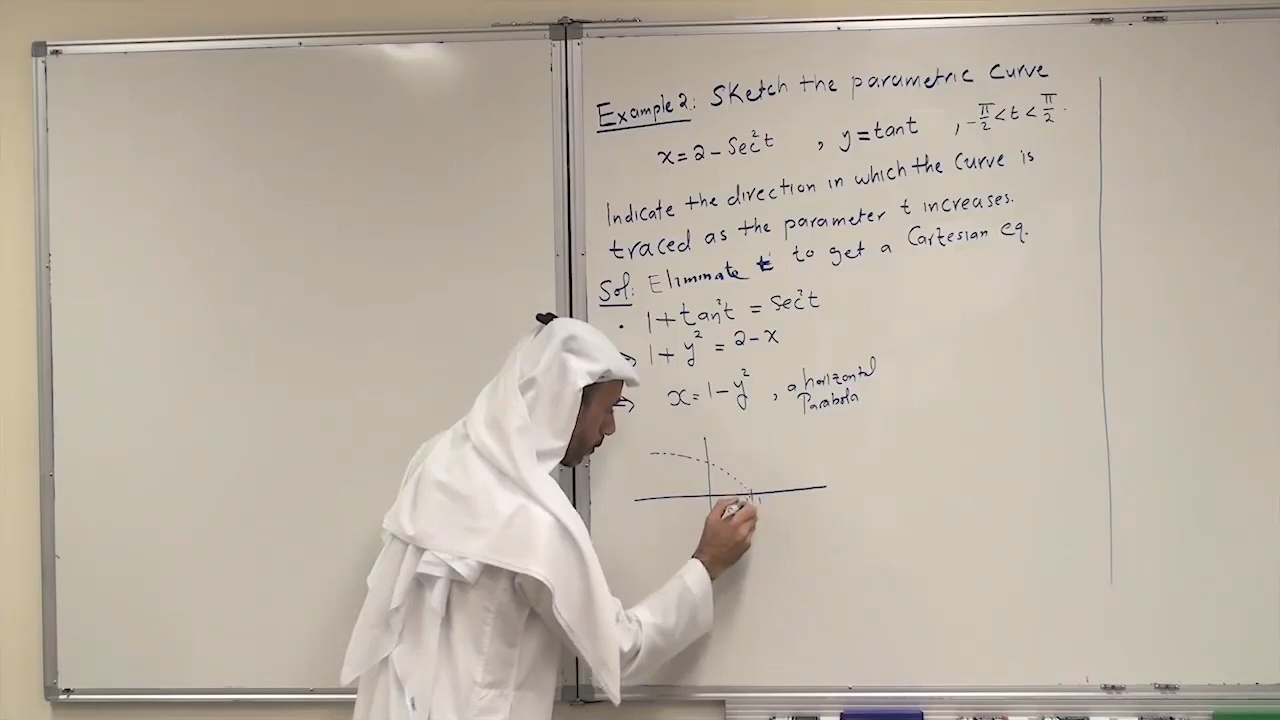 Example 2: Sketch the parametric curve
x = 2 - Sec²t , y = tant , -π/2 < t < π/2 .
Indicate the direction in which the Curve is
traced as the parameter t increases.
Sol: Eliminate t to get a Cartesian eq.
• 1 + tan²t = Sec²t
⇒ 1 + y² = 2 - x
⇒ x = 1 - y² , a horizontal
Parabola
1